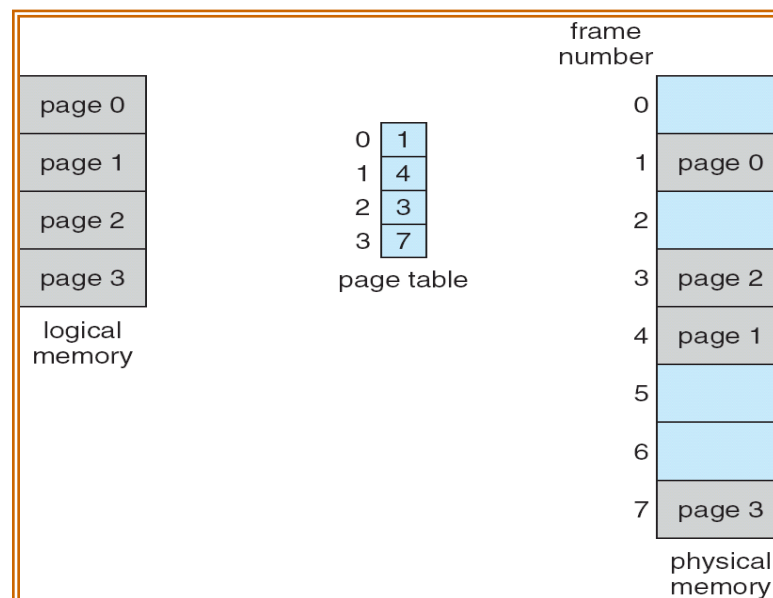 frame
number
page 0
page 1
page 2
page 3
logical
memory
0 1
1 4
2 3
3 7
page table
0
1 page 0
2
3 page 2
4 page 1
5
6
7 page 3
physical
memory